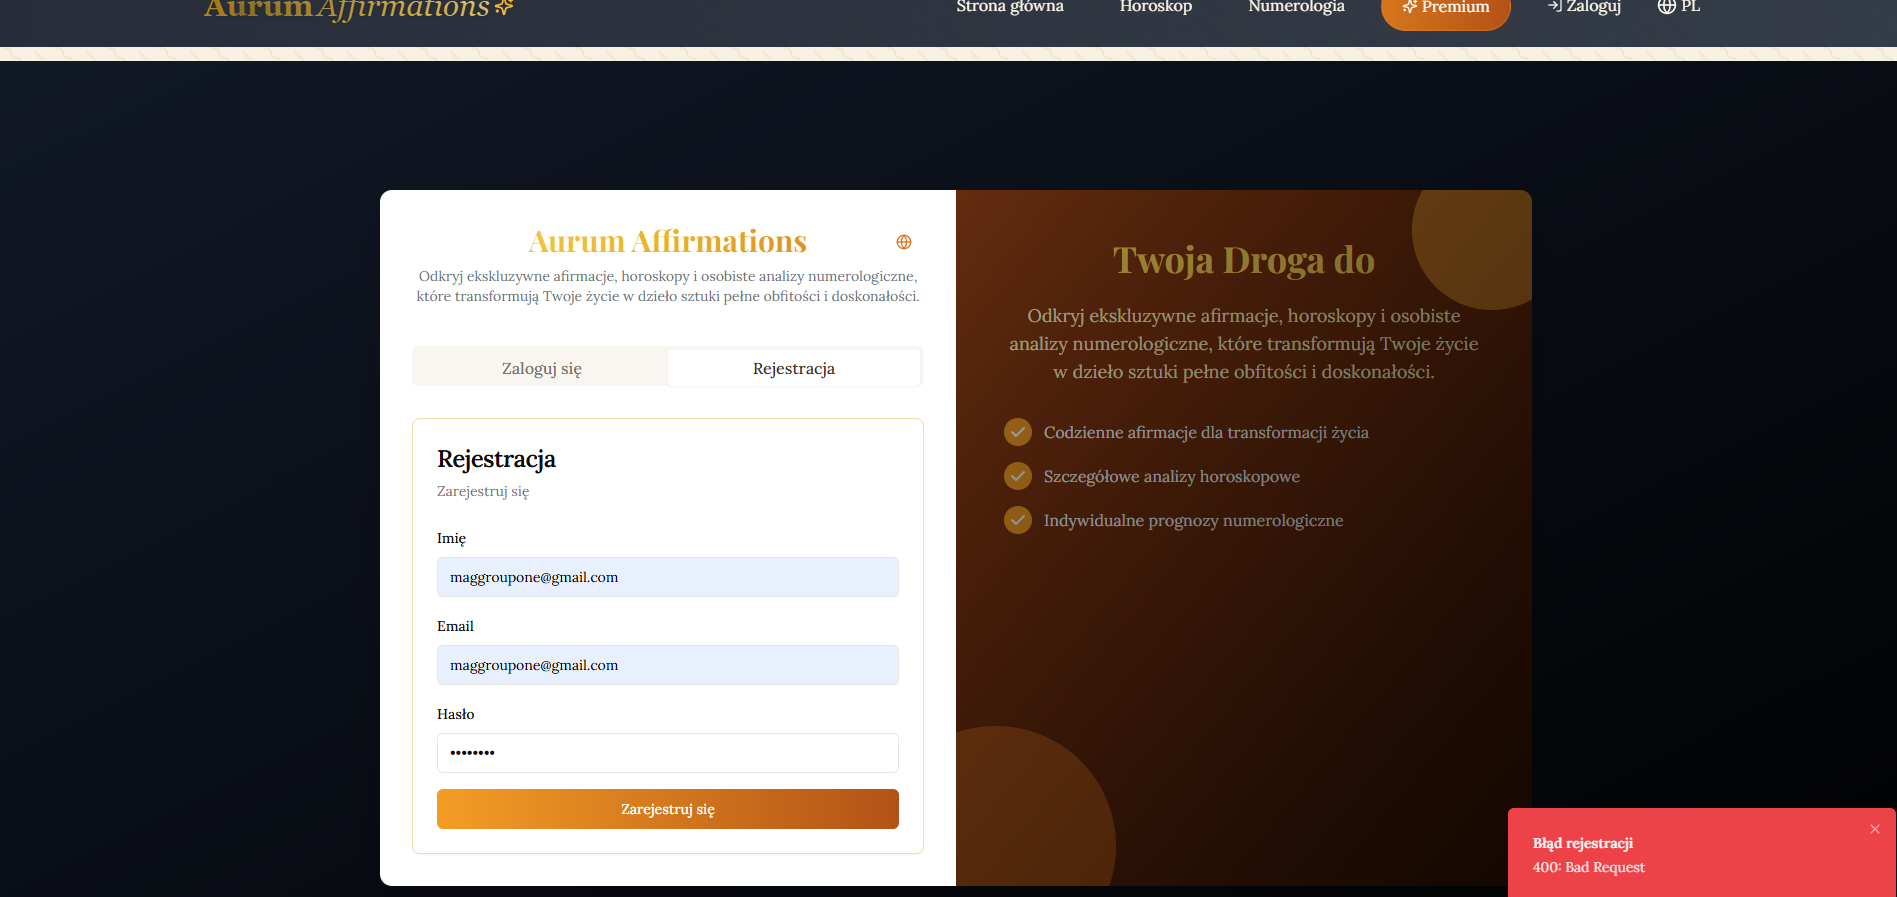 Aurum Affirmations
Strona główna
Horoskop
Numerologia
Premium
Zaloguj
PL
Aurum Affirmations
Odkryj ekskluzywne afirmacje, horoskopy i osobiste analizy numerologiczne,
które transformują Twoje życie w dzieło sztuki pełne obfitości i doskonałości.
Zaloguj się
Rejestracja
Rejestracja
Zarejestruj się
Imię
maggroupone@gmail.com
Email
maggroupone@gmail.com
Hasło
••••••••
Zarejestruj się
Twoja Droga do
Odkryj ekskluzywne afirmacje, horoskopy i osobiste
analizy numerologiczne, które transformują Twoje życie
w dzieło sztuki pełne obfitości i doskonałości.
Codzienne afirmacje dla transformacji życia
Szczegółowe analizy horoskopowe
Indywidualne prognozy numerologiczne
Błąd rejestracji
400: Bad Request